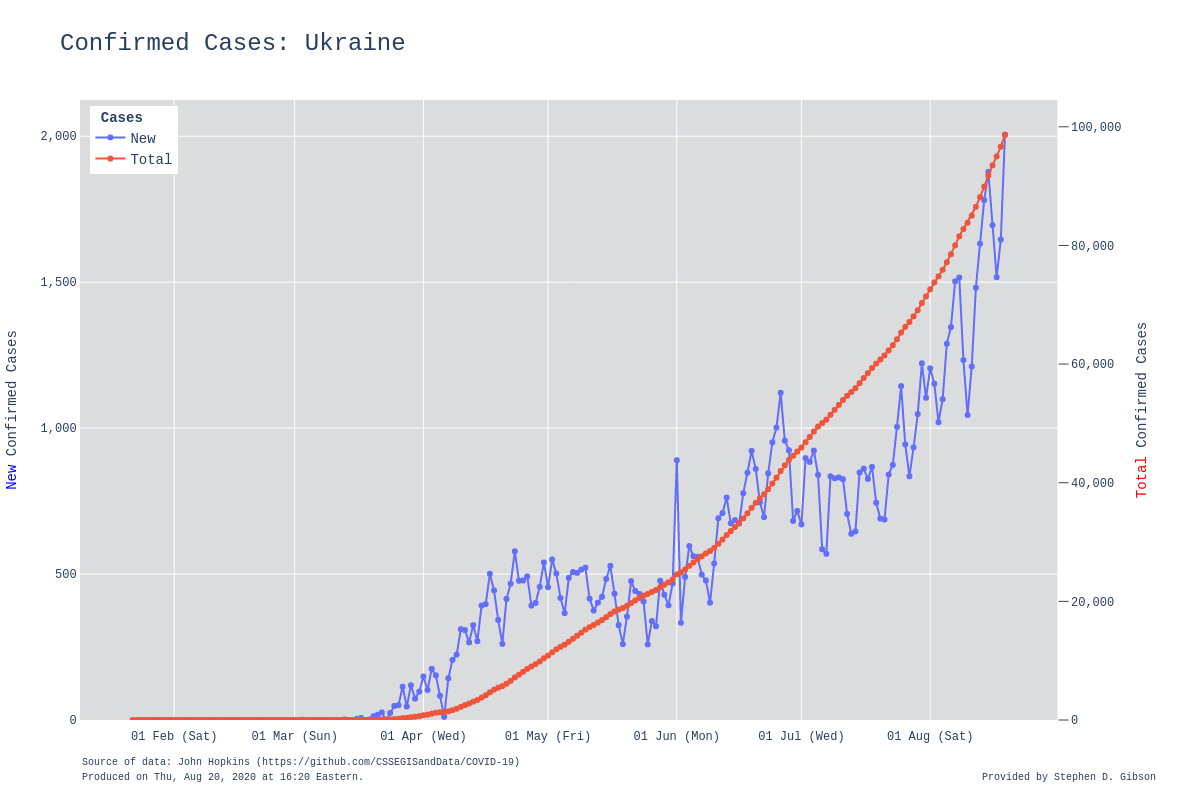 Confirmed Cases: Ukraine
Cases
New
Total
2,000
1,500
1,000
500
0
100,000
80,000
60,000
40,000
20,000
0
New Confirmed Cases
Total Confirmed Cases
01 Feb (Sat) 01 Mar (Sun) 01 Apr (Wed) 01 May (Fri) 01 Jun (Mon) 01 Jul (Wed) 01 Aug (Sat)
Source of data: John Hopkins (https://github.com/CSSEGISandData/COVID-19)
Produced on Thu, Aug 20, 2020 at 16:20 Eastern.
Provided by Stephen D. Gibson